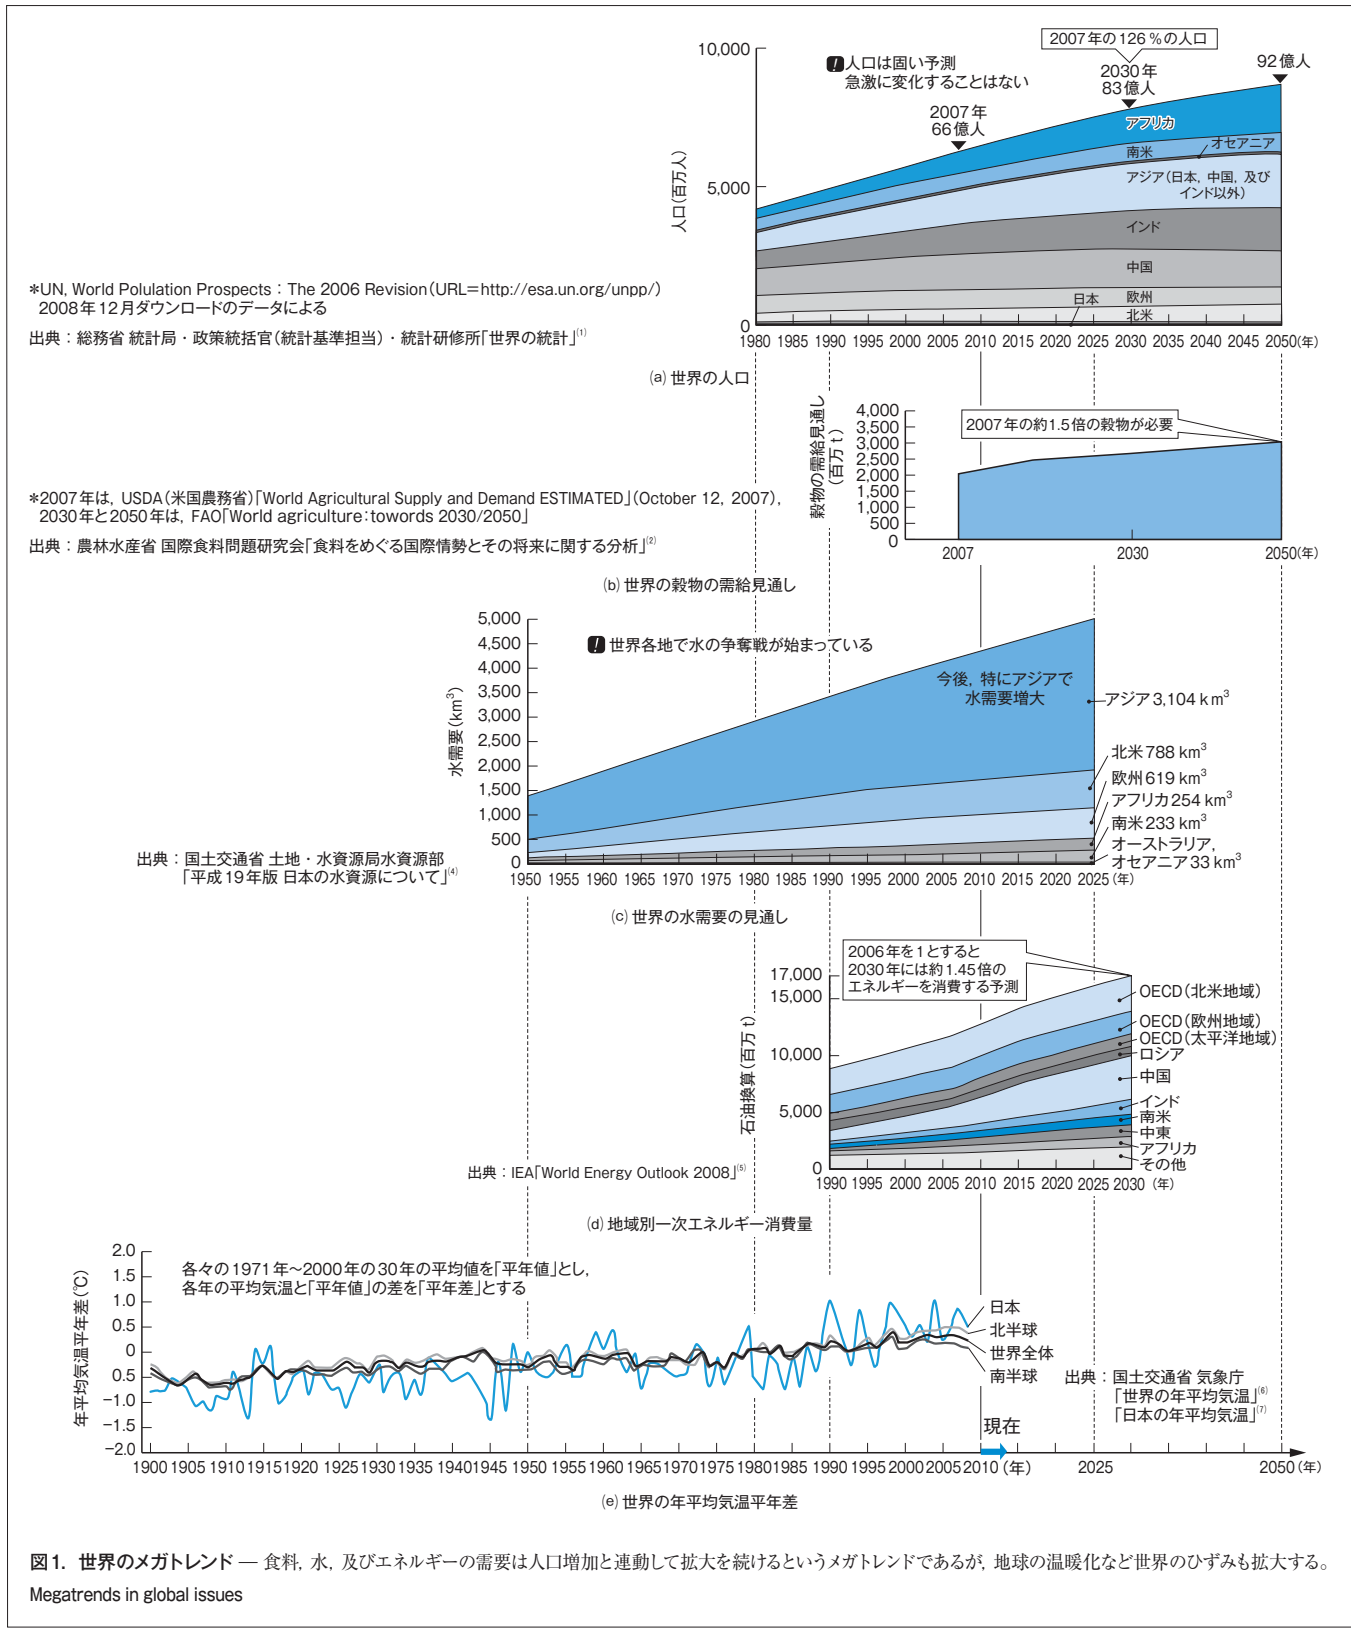 10,000
5,000
0
人口（百万人）
！人口は固い予測
急激に変化することはない
2007年の126％の人口
2007年
66億人
2030年
83億人
92億人
アフリカ
南米
オセアニア
アジア（日本，中国，及び
インド以外）
インド
中国
日本
欧州
北米
1980 1985 1990 1995 2000 2005 2010 2015 2020 2025 2030 2035 2040 2045 2050（年）
＊UN, World Polulation Prospects：The 2006 Revision（URL＝http://esa.un.org/unpp/）
2008年12月ダウンロードのデータによる
出典：総務省 統計局・政策統括官（統計基準担当）・統計研修所「世界の統計」(1)
(a) 世界の人口
穀物の需給見通し
（百万 t）
4,000
3,500
3,000
2,500
2,000
1,500
1,000
500
0
2007年の約1.5倍の穀物が必要
2007 2030 2050（年）
＊2007年は，USDA（米国農務省）「World Agricultural Supply and Demand ESTIMATED」（October 12, 2007），
2030年と2050年は，FAO「World agriculture：towards 2030/2050」
出典：農林水産省 国際食料問題研究会「食料をめぐる国際情勢とその将来に関する分析」(2)
(b) 世界の穀物の需給見通し
水需要（km³）
5,000
4,500
4,000
3,500
3,000
2,500
2,000
1,500
1,000
500
0
！世界各地で水の争奪戦が始まっている
今後，特にアジアで
水需要増大
アジア 3,104 km³
北米 788 km³
欧州 619 km³
アフリカ 254 km³
南米 233 km³
オーストラリア，
オセアニア 33 km³
1950 1955 1960 1965 1970 1975 1980 1985 1990 1995 2000 2005 2010 2015 2020 2025（年）
出典：国土交通省 土地・水資源局水資源部
「平成19年版 日本の水資源について」(4)
(c) 世界の水需要の見通し
石油換算（百万 t）
17,000
15,000
10,000
5,000
0
2006年を1とすると
2030年には約1.45倍の
エネルギーを消費する予測
OECD（北米地域）
OECD（欧州地域）
OECD（太平洋地域）
ロシア
中国
インド
南米
中東
アフリカ
その他
1990 1995 2000 2005 2010 2015 2020 2025 2030（年）
出典：IEA「World Energy Outlook 2008」(5)
(d) 地域別一次エネルギー消費量
年平均気温平年差（℃）
2.0
1.5
1.0
0.5
0
−0.5
−1.0
−1.5
−2.0
各々の1971年～2000年の30年の平均値を「平年値」とし，
各年の平均気温と「平年値」の差を「平年差」とする
日本
北半球
世界全体
南半球
出典：国土交通省 気象庁
「世界の年平均気温」(6)
「日本の年平均気温」(7)
現在
1900 1905 1910 1915 1920 1925 1930 1935 1940 1945 1950 1955 1960 1965 1970 1975 1980 1985 1990 1995 2000 2005 2010（年） 2025 2050（年）
(e) 世界の年平均気温平年差
図1．世界のメガトレンド — 食料，水，及びエネルギーの需要は人口増加と連動して拡大を続けるというメガトレンドであるが，地球の温暖化など世界のひずみも拡大する。
Megatrends in global issues